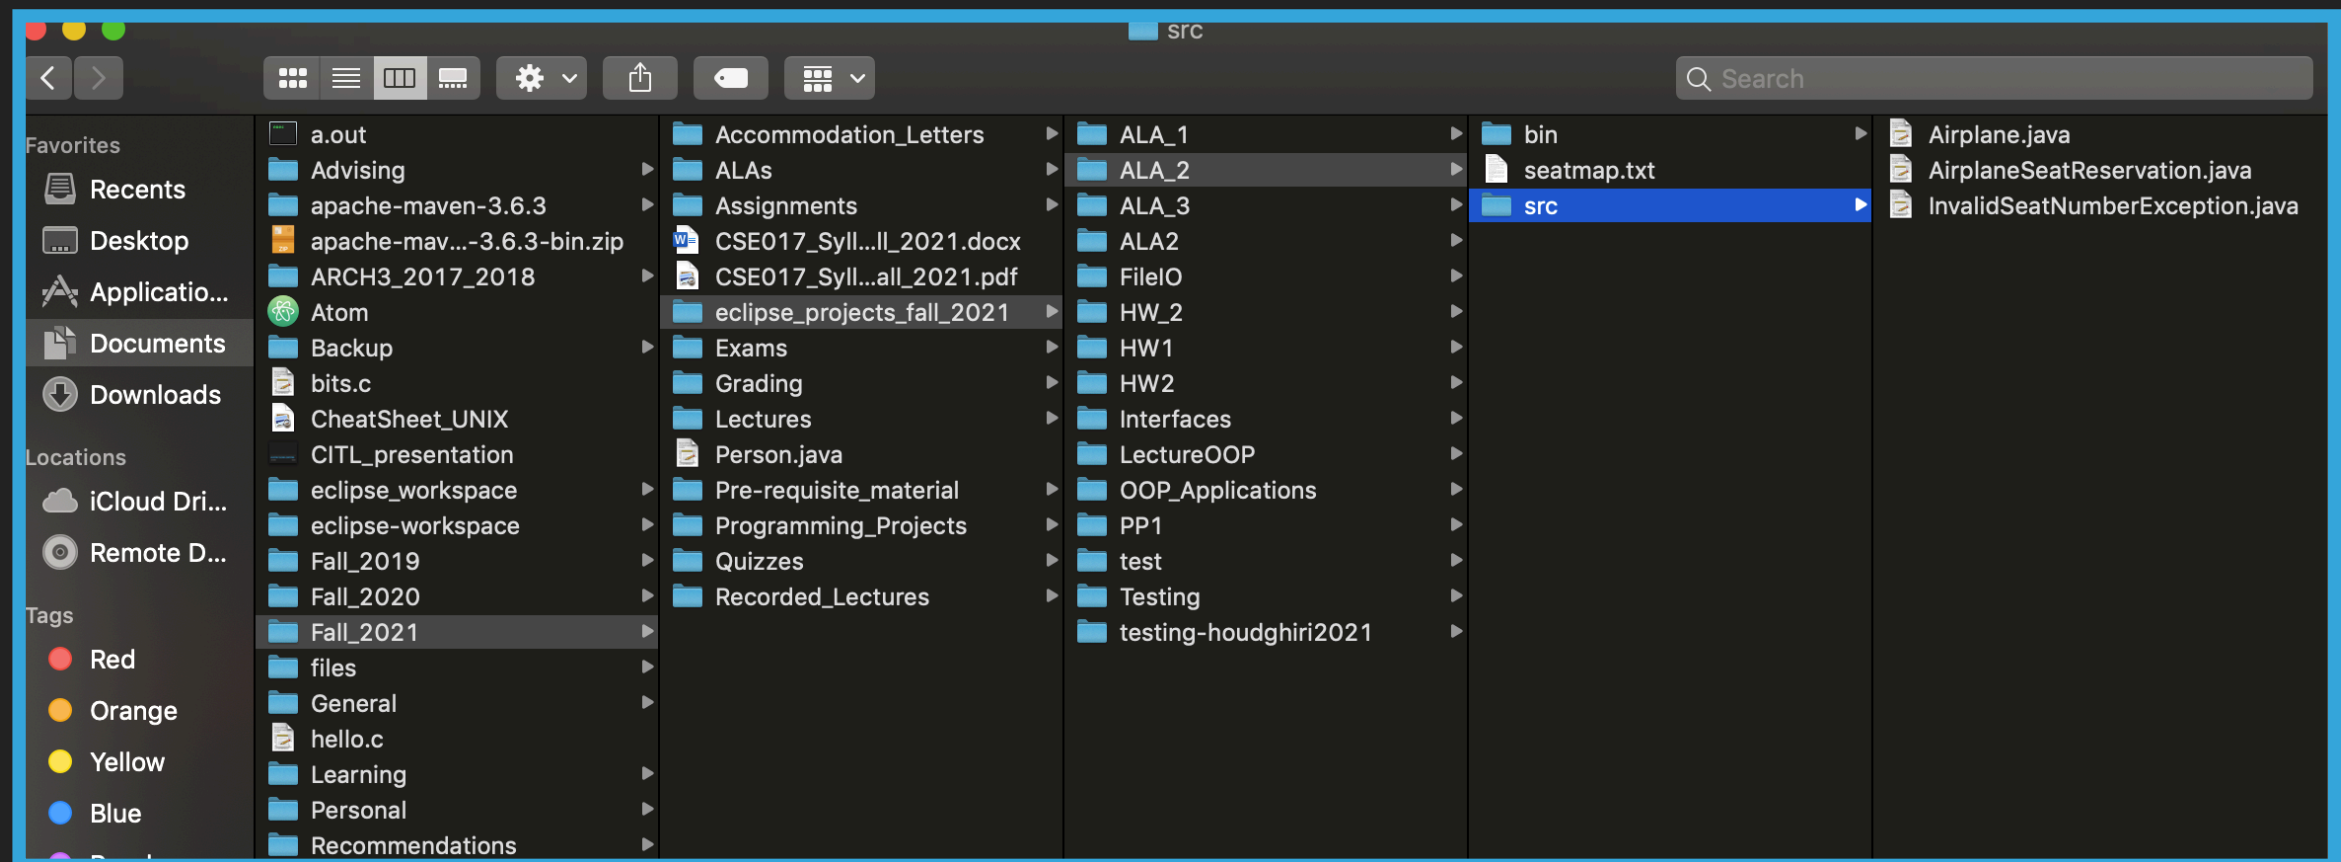 src
Search
Favorites
Recents
Desktop
Applicatio...
Documents
Downloads
Locations
iCloud Dri...
Remote D...
Tags
Red
Orange
Yellow
Blue
a.out
Advising
apache-maven-3.6.3
apache-mav...-3.6.3-bin.zip
ARCH3_2017_2018
Atom
Backup
bits.c
CheatSheet_UNIX
CITL_presentation
eclipse_workspace
eclipse-workspace
Fall_2019
Fall_2020
Fall_2021
files
General
hello.c
Learning
Personal
Recommendations
Accommodation_Letters
ALAs
Assignments
CSE017_Syll...ll_2021.docx
CSE017_Syll...all_2021.pdf
eclipse_projects_fall_2021
Exams
Grading
Lectures
Person.java
Pre-requisite_material
Programming_Projects
Quizzes
Recorded_Lectures
ALA_1
ALA_2
ALA_3
ALA2
FileIO
HW_2
HW1
HW2
Interfaces
LectureOOP
OOP_Applications
PP1
test
Testing
testing-houdghiri2021
bin
seatmap.txt
src
Airplane.java
AirplaneSeatReservation.java
InvalidSeatNumberException.java